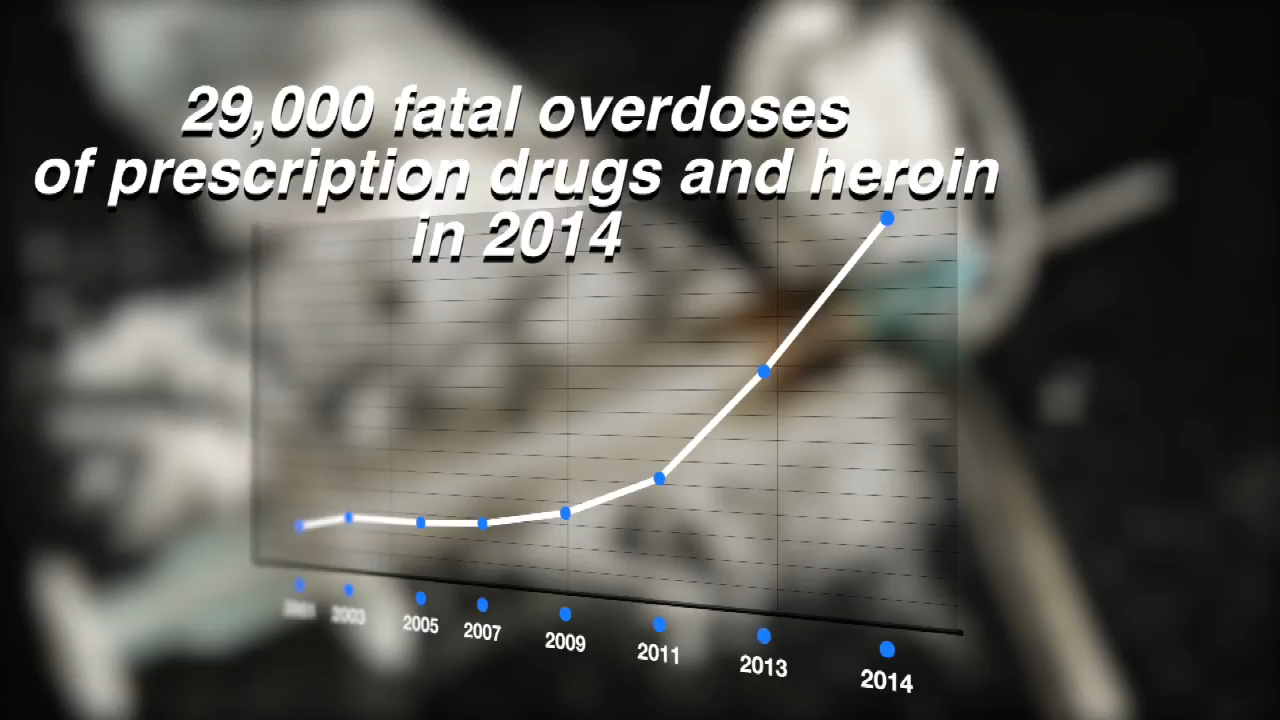 29,000 fatal overdoses
of prescription drugs and heroin
in 2014
2003
2005
2007
2009
2011
2013
2014